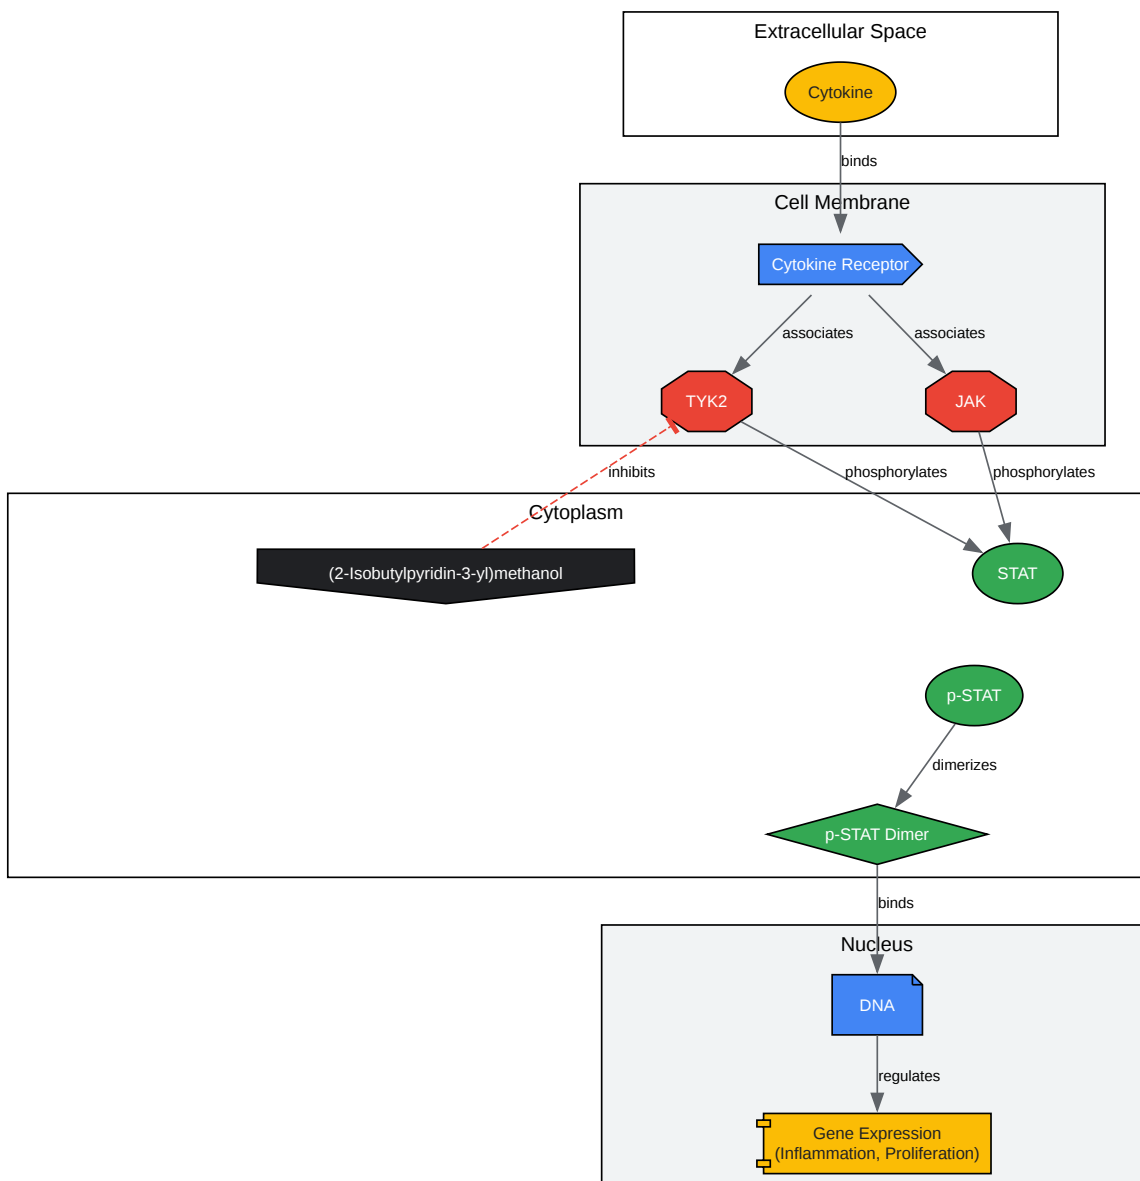 Extracellular Space
Cytokine
binds
Cell Membrane
Cytokine Receptor
associates
associates
TYK2
JAK
inhibits
phosphorylates
phosphorylates
Cytoplasm
(2-Isobutylpyridin-3-yl)methanol
STAT
p-STAT
dimerizes
p-STAT Dimer
binds
Nucleus
DNA
regulates
Gene Expression
(Inflammation, Proliferation)